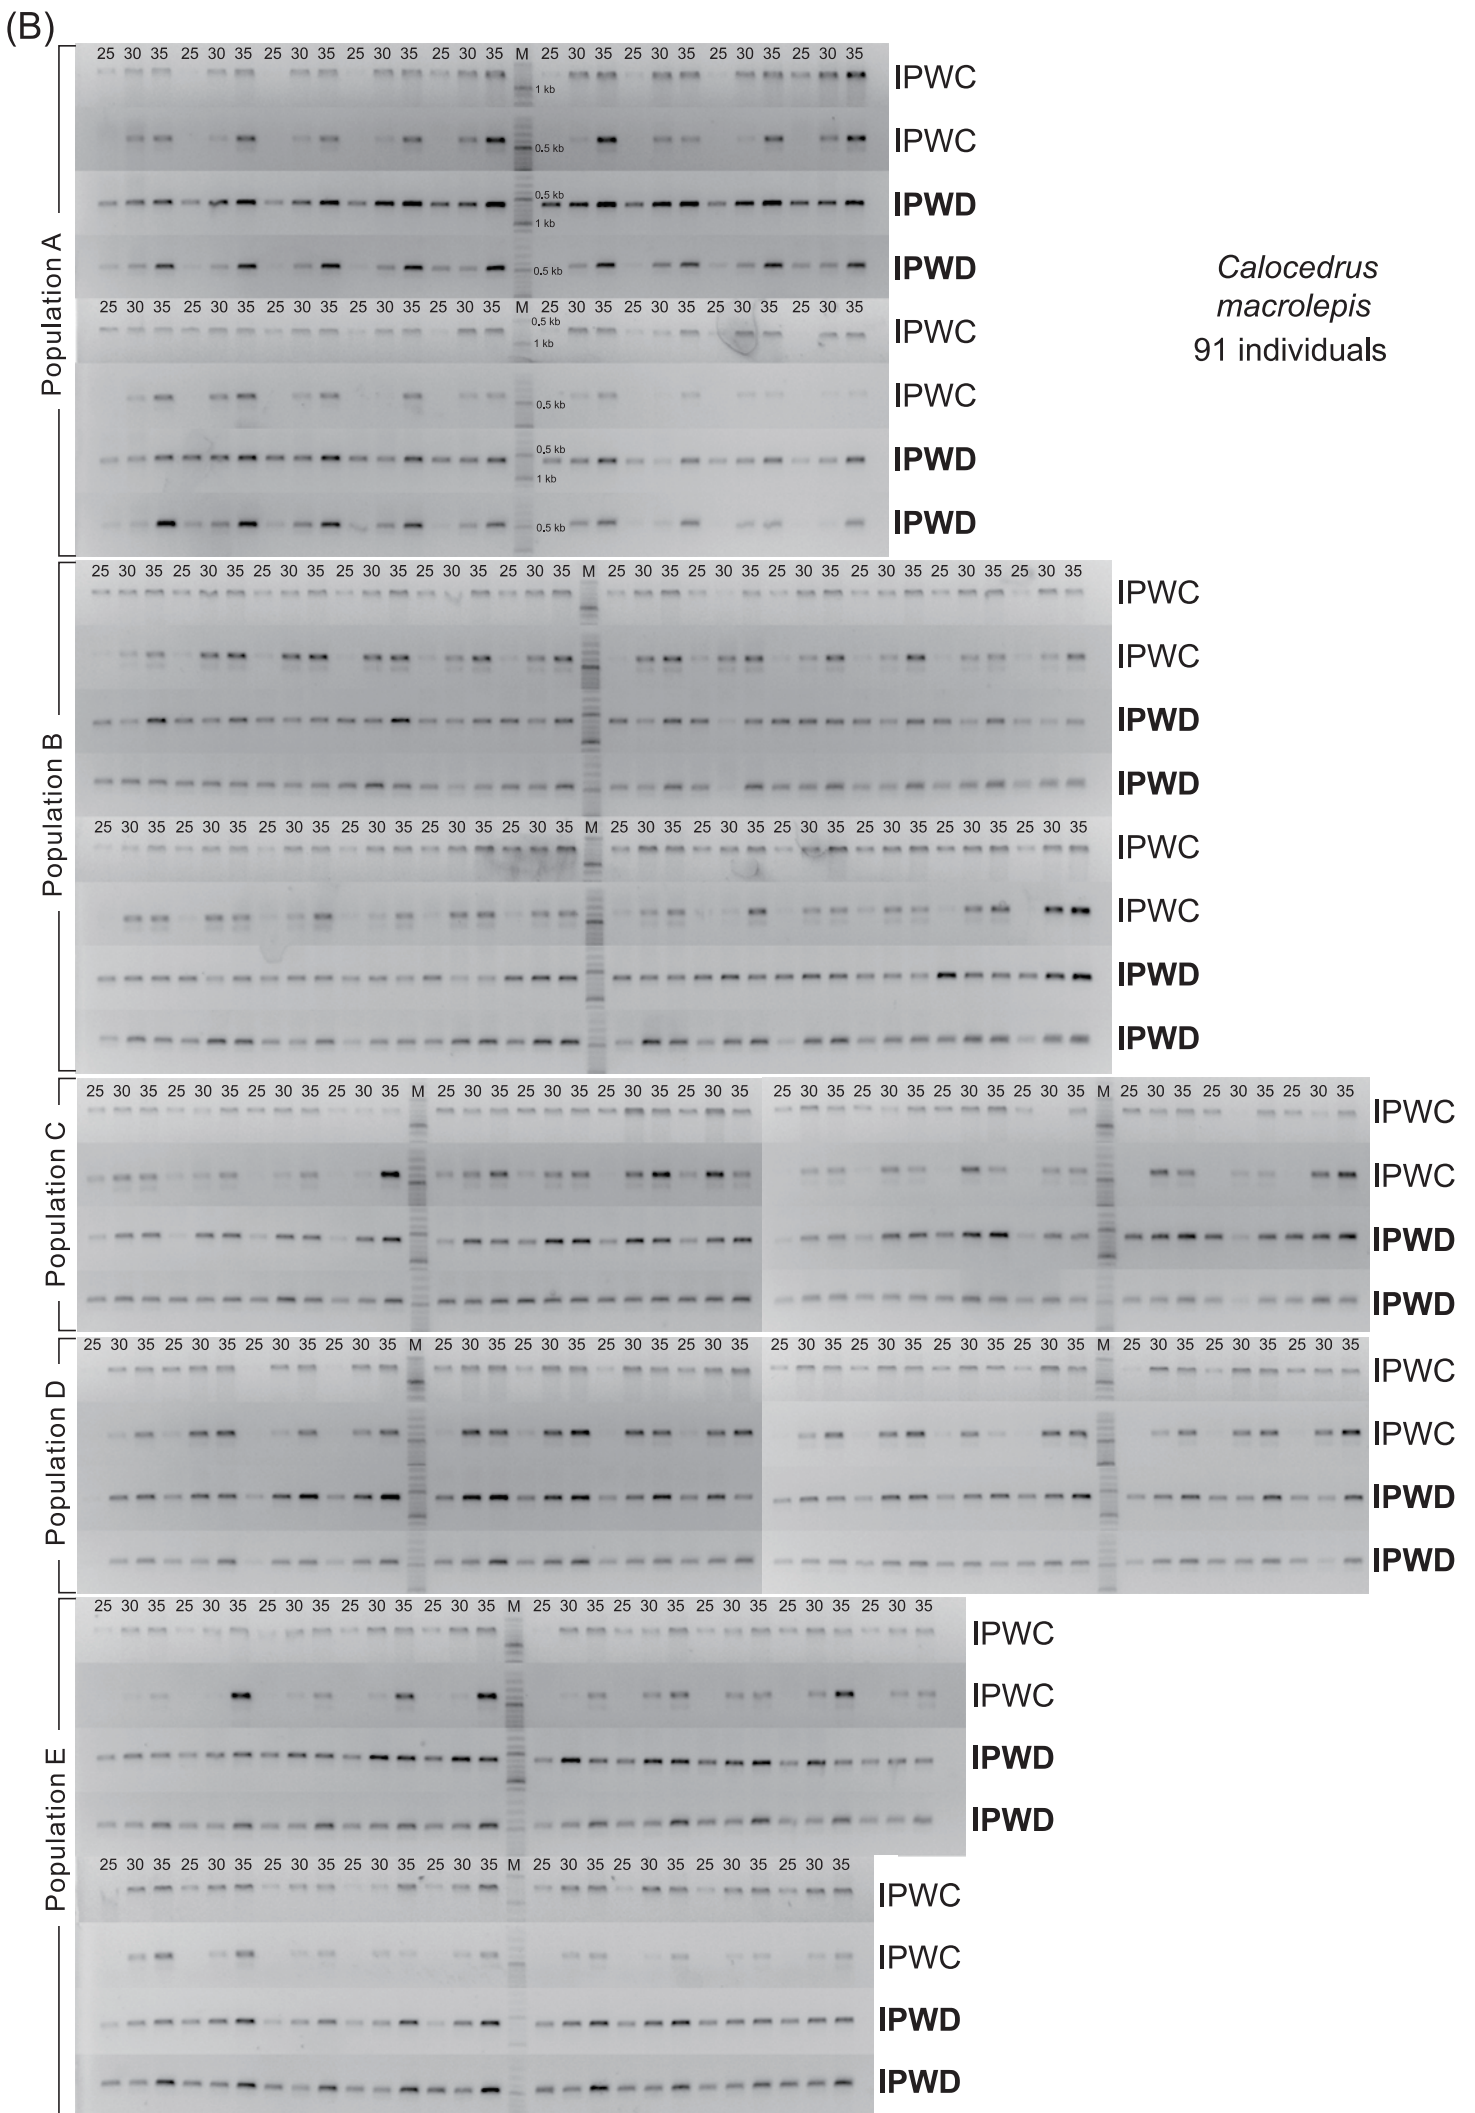 (B)
25 30 35 25 30 35 25 30 35 25 30 35 25 30 35 M 25 30 35 25 30 35 25 30 35 25 30 35
IPWC
1 kb
IPWC
0.5 kb
0.5 kb
IPWD
1 kb
IPWD
0.5 kb
Population A
Calocedrus
macrolepis
91 individuals
25 30 35 25 30 35 25 30 35 25 30 35 25 30 35 M 25 30 35 25 30 35 25 30 35 25 30 35
0.5 kb
IPWC
1 kb
IPWC
0.5 kb
0.5 kb
IPWD
1 kb
IPWD
0.5 kb
25 30 35 25 30 35 25 30 35 25 30 35 25 30 35 25 30 35 M 25 30 35 25 30 35 25 30 35 25 30 35 25 30 35 25 30 35
IPWC
IPWC
IPWD
IPWD
Population B
25 30 35 25 30 35 25 30 35 25 30 35 25 30 35 25 30 35 M 25 30 35 25 30 35 25 30 35 25 30 35 25 30 35 25 30 35
IPWC
IPWC
IPWD
IPWD
25 30 35 25 30 35 25 30 35 25 30 35 M 25 30 35 25 30 35 25 30 35 25 30 35 25 30 35 25 30 35 25 30 35 25 30 35 M 25 30 35 25 30 35 25 30 35
IPWC
IPWC
Population C
IPWD
IPWD
25 30 35 25 30 35 25 30 35 25 30 35 M 25 30 35 25 30 35 25 30 35 25 30 35 25 30 35 25 30 35 25 30 35 25 30 35 M 25 30 35 25 30 35 25 30 35
IPWC
IPWC
Population D
IPWD
IPWD
25 30 35 25 30 35 25 30 35 25 30 35 25 30 35 M 25 30 35 25 30 35 25 30 35 25 30 35 25 30 35
IPWC
IPWC
IPWD
IPWD
Population E
25 30 35 25 30 35 25 30 35 25 30 35 25 30 35 M 25 30 35 25 30 35 25 30 35 25 30 35
IPWC
IPWC
IPWD
IPWD